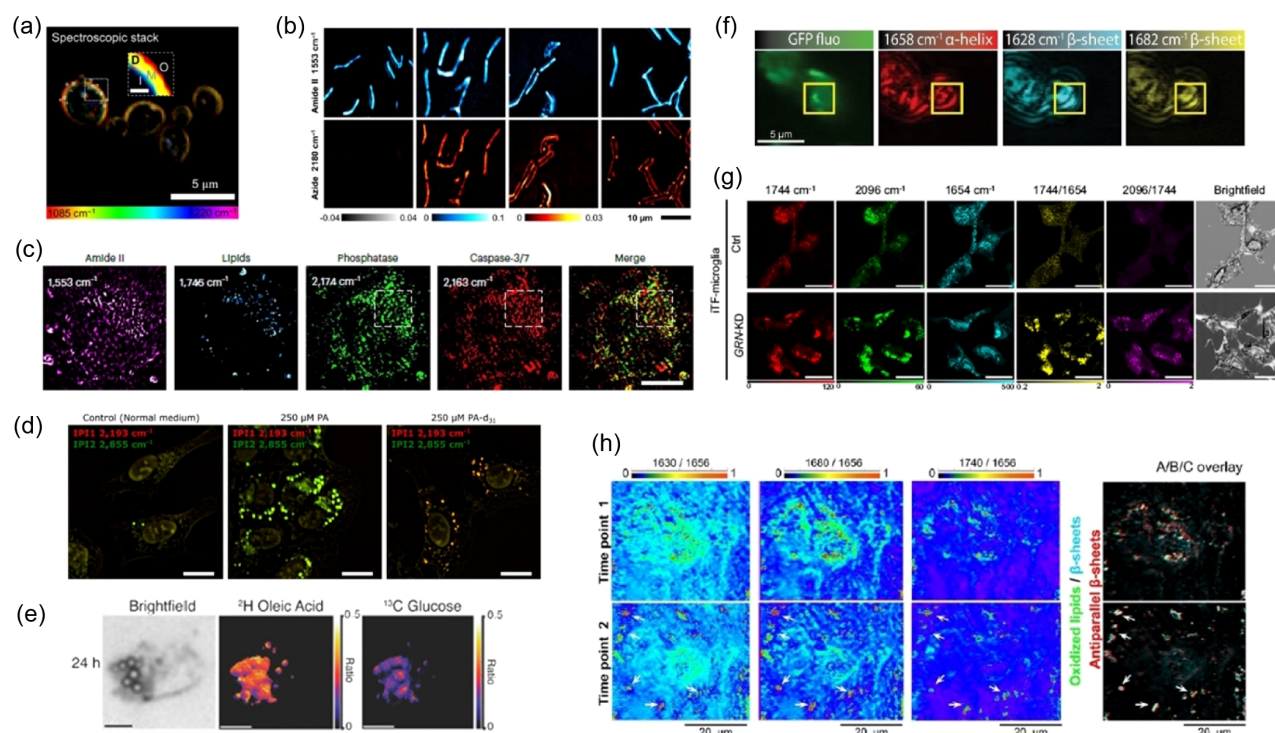 (a)
Spectroscopic stack
D
M
O
5 μm
1085 cm⁻¹
1220 cm⁻¹
(b)
Amide II 1553 cm⁻¹
Azide 2180 cm⁻¹
-0.04 0.04 0 0.1 0 0.03 10 μm
(c)
Amide II Lipids Phosphatase Caspase-3/7 Merge
1,553 cm⁻¹ 1,746 cm⁻¹ 2,174 cm⁻¹ 2,163 cm⁻¹
(d)
Control (Normal medium) 250 μM PA 250 μM PA-d₃₁
IPI1 2,193 cm⁻¹ IPI1 2,193 cm⁻¹ IPI1 2,193 cm⁻¹
IPI2 2,855 cm⁻¹ IPI2 2,855 cm⁻¹ IPI2 2,855 cm⁻¹
(e)
Brightfield ²H Oleic Acid ¹³C Glucose
24 h
0.5 0.5
Ratio Ratio
0 0
(f)
GFP fluo 1658 cm⁻¹ α-helix 1628 cm⁻¹ β-sheet 1682 cm⁻¹ β-sheet
5 μm
(g)
1744 cm⁻¹ 2096 cm⁻¹ 1654 cm⁻¹ 1744/1654 2096/1744 Brightfield
iTF-microglia
Ctrl
GRN-KD
0 120 0 60 0 500 0.2 2 0 2
(h)
1630 / 1656 1680 / 1656 1740 / 1656 A/B/C overlay
0 1 0 1 0 1
Time point 1
Time point 2
Oxidized lipids / β-sheets
Antiparallel β-sheets
20 μm 20 μm 20 μm 20 μm